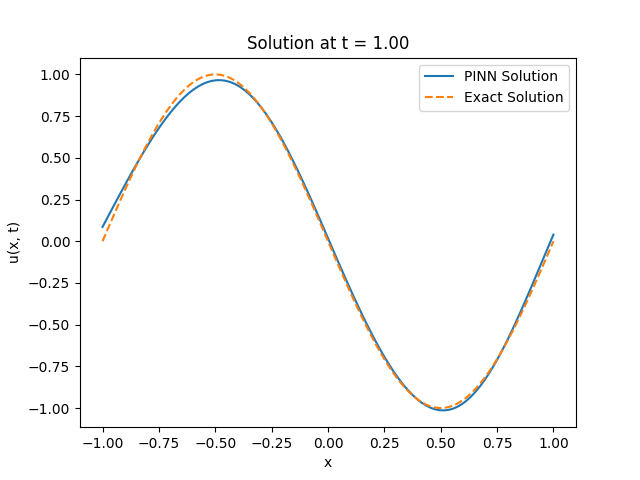 Solution at t = 1.00
PINN Solution
Exact Solution
u(x, t)
1.00
0.75
0.50
0.25
0.00
−0.25
−0.50
−0.75
−1.00
−1.00 −0.75 −0.50 −0.25 0.00 0.25 0.50 0.75 1.00
x